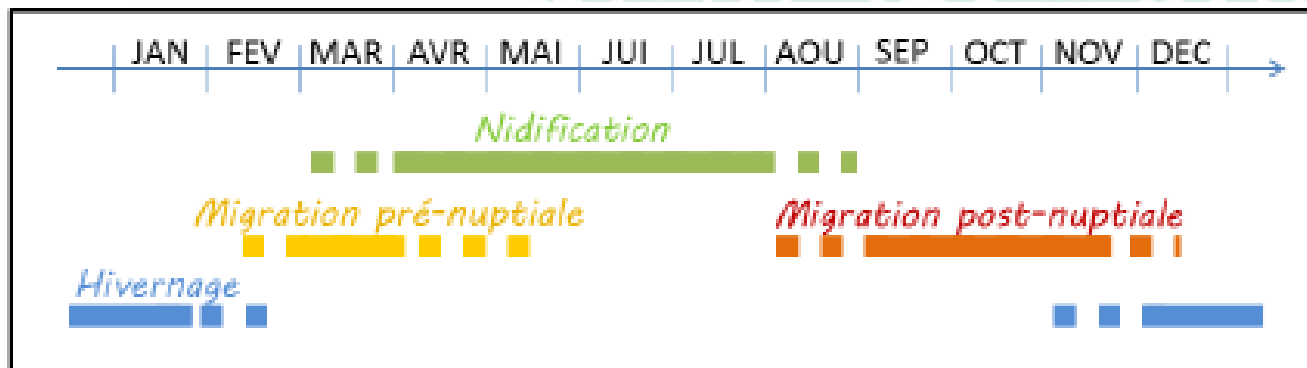 JAN FEV MAR AVR MAI JUI JUL AOU SEP OCT NOV DEC
Nidification
Migration pré-nuptiale Migration post-nuptiale
Hivernage